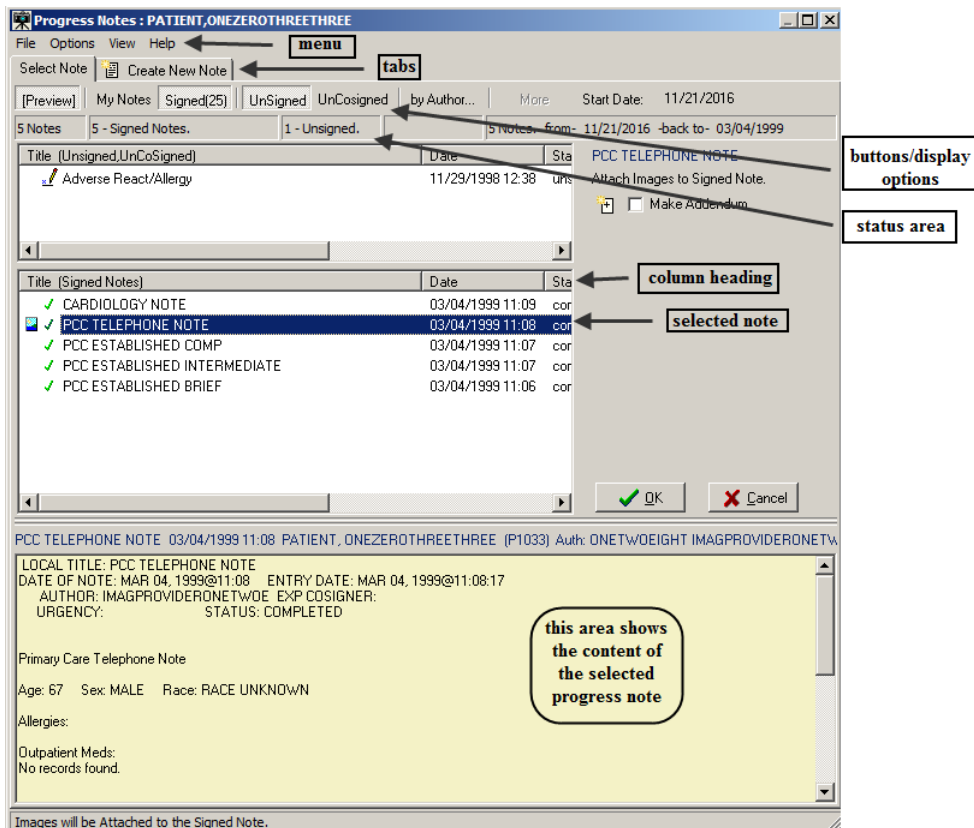 Progress Notes : PATIENT,ONEZEROTHREETHREE
File Options View Help
menu
Select Note Create New Note
tabs
[Preview] My Notes Signed(25) UnSigned UnCosigned by Author... More Start Date: 11/21/2016
5 Notes 5 - Signed Notes. 1 - Unsigned. 5 Notes. from- 11/21/2016 -back to- 03/04/1999
buttons/display
options
status area
Title (Unsigned,UnCoSigned) Date Sta
Adverse React/Allergy 11/29/1998 12:38 uns
PCC TELEPHONE NOTE
Attach Images to Signed Note.
Make Addendum
Title (Signed Notes) Date Sta
column heading
CARDIOLOGY NOTE 03/04/1999 11:09 cor
PCC TELEPHONE NOTE 03/04/1999 11:08 cor
selected note
PCC ESTABLISHED COMP 03/04/1999 11:07 cor
PCC ESTABLISHED INTERMEDIATE 03/04/1999 11:07 cor
PCC ESTABLISHED BRIEF 03/04/1999 11:06 cor
OK Cancel
PCC TELEPHONE NOTE 03/04/1999 11:08 PATIENT, ONEZEROTHREETHREE (P1033) Auth: ONETWOEIGHT IMAGPROVIDERONETW
LOCAL TITLE: PCC TELEPHONE NOTE
DATE OF NOTE: MAR 04, 1999@11:08 ENTRY DATE: MAR 04, 1999@11:08:17
AUTHOR: IMAGPROVIDERONETWOE EXP COSIGNER:
URGENCY: STATUS: COMPLETED
this area shows
the content of
the selected
progress note
Primary Care Telephone Note
Age: 67 Sex: MALE Race: RACE UNKNOWN
Allergies:
Outpatient Meds:
No records found.
Images will be Attached to the Signed Note.